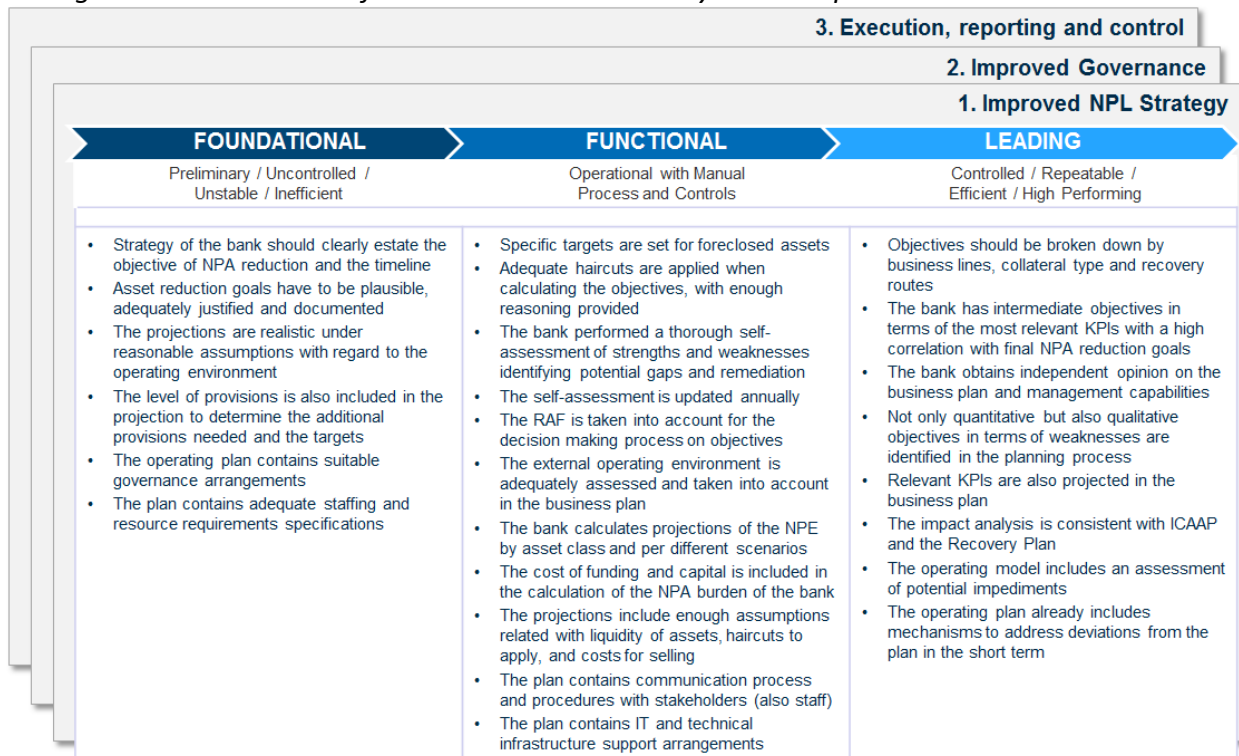 3. Execution, reporting and control
2. Improved Governance
1. Improved NPL Strategy
FOUNDATIONAL
Preliminary / Uncontrolled /
Unstable / Inefficient
• Strategy of the bank should clearly estate the
objective of NPA reduction and the timeline
• Asset reduction goals have to be plausible,
adequately justified and documented
• The projections are realistic under
reasonable assumptions with regard to the
operating environment
• The level of provisions is also included in the
projection to determine the additional
provisions needed and the targets
• The operating plan contains suitable
governance arrangements
• The plan contains adequate staffing and
resource requirements specifications
FUNCTIONAL
Operational with Manual
Process and Controls
• Specific targets are set for foreclosed assets
• Adequate haircuts are applied when
calculating the objectives, with enough
reasoning provided
• The bank performed a thorough self-
assessment of strengths and weaknesses
identifying potential gaps and remediation
• The self-assessment is updated annually
• The RAF is taken into account for the
decision making process on objectives
• The external operating environment is
adequately assessed and taken into account
in the business plan
• The bank calculates projections of the NPE
by asset class and per different scenarios
• The cost of funding and capital is included in
the calculation of the NPA burden of the bank
• The projections include enough assumptions
related with liquidity of assets, haircuts to
apply, and costs for selling
• The plan contains communication process
and procedures with stakeholders (also staff)
• The plan contains IT and technical
infrastructure support arrangements
LEADING
Controlled / Repeatable /
Efficient / High Performing
• Objectives should be broken down by
business lines, collateral type and recovery
routes
• The bank has intermediate objectives in
terms of the most relevant KPIs with a high
correlation with final NPA reduction goals
• The bank obtains independent opinion on the
business plan and management capabilities
• Not only quantitative but also qualitative
objectives in terms of weaknesses are
identified in the planning process
• Relevant KPIs are also projected in the
business plan
• The impact analysis is consistent with ICAAP
and the Recovery Plan
• The operating model includes an assessment
of potential impediments
• The operating plan already includes
mechanisms to address deviations from the
plan in the short term